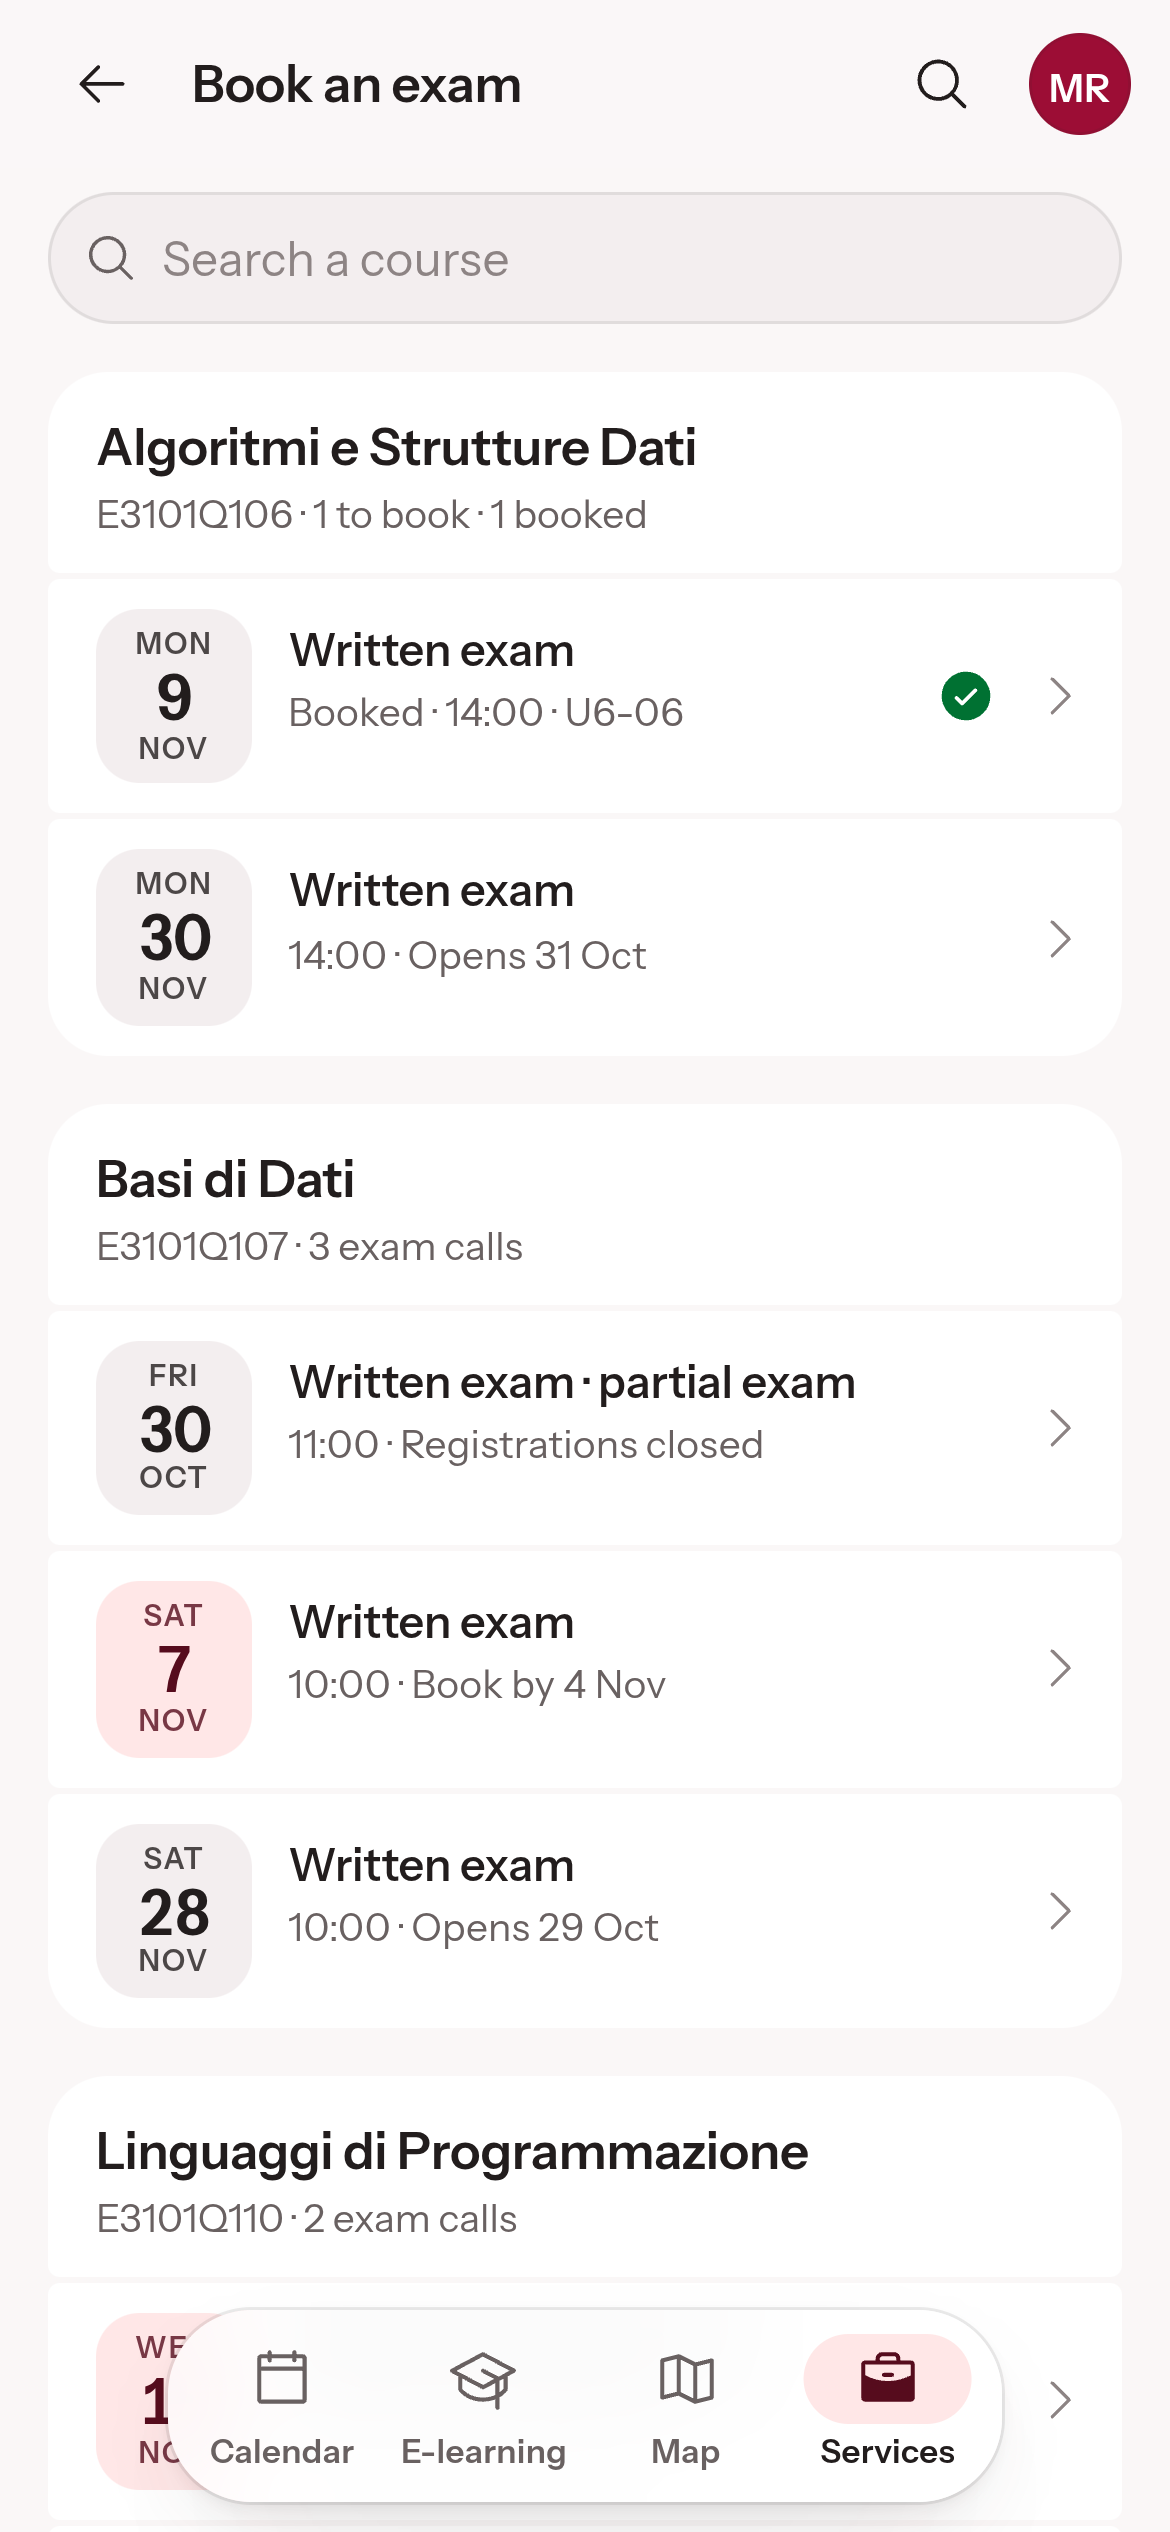 Book an exam
MR
Search a course
Algoritmi e Strutture Dati
E3101Q106 · 1 to book · 1 booked
MON
9
NOV
Written exam
Booked · 14:00 · U6-06
MON
30
NOV
Written exam
14:00 · Opens 31 Oct
Basi di Dati
E3101Q107 · 3 exam calls
FRI
30
OCT
Written exam · partial exam
11:00 · Registrations closed
SAT
7
NOV
Written exam
10:00 · Book by 4 Nov
SAT
28
NOV
Written exam
10:00 · Opens 29 Oct
Linguaggi di Programmazione
E3101Q110 · 2 exam calls
Calendar
E-learning
Map
Services